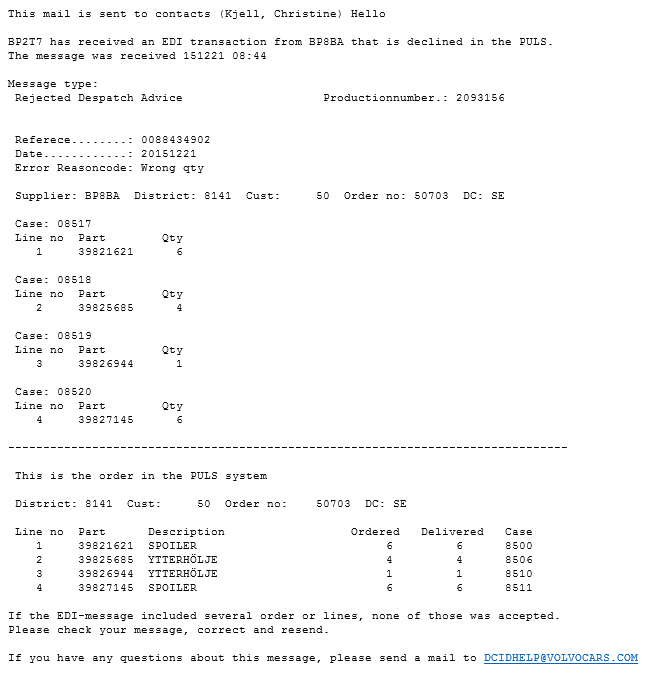 This mail is sent to contacts (Kjell, Christine) Hello
BP2T7 has received an EDI transaction from BP8BA that is declined in the PULS.
The message was received 151221 08:44
Message type:
Rejected Despatch Advice Productionnumber.: 2093156
Referece........: 0088434902
Date............: 20151221
Error Reasoncode: Wrong qty
Supplier: BP8BA District: 8141 Cust: 50 Order no: 50703 DC: SE
Case: 08517
Line no Part Qty
1 39821621 6
Case: 08518
Line no Part Qty
2 39825685 4
Case: 08519
Line no Part Qty
3 39826944 1
Case: 08520
Line no Part Qty
4 39827145 6
--------------------------------------------------------------------------------
This is the order in the PULS system
District: 8141 Cust: 50 Order no: 50703 DC: SE
Line no Part Description Ordered Delivered Case
1 39821621 SPOILER 6 6 8500
2 39825685 YTTERHÖLJE 4 4 8506
3 39826944 YTTERHÖLJE 1 1 8510
4 39827145 SPOILER 6 6 8511
If the EDI-message included several order or lines, none of those was accepted.
Please check your message, correct and resend.
If you have any questions about this message, please send a mail to DCIDHELP@VOLVOCARS.COM